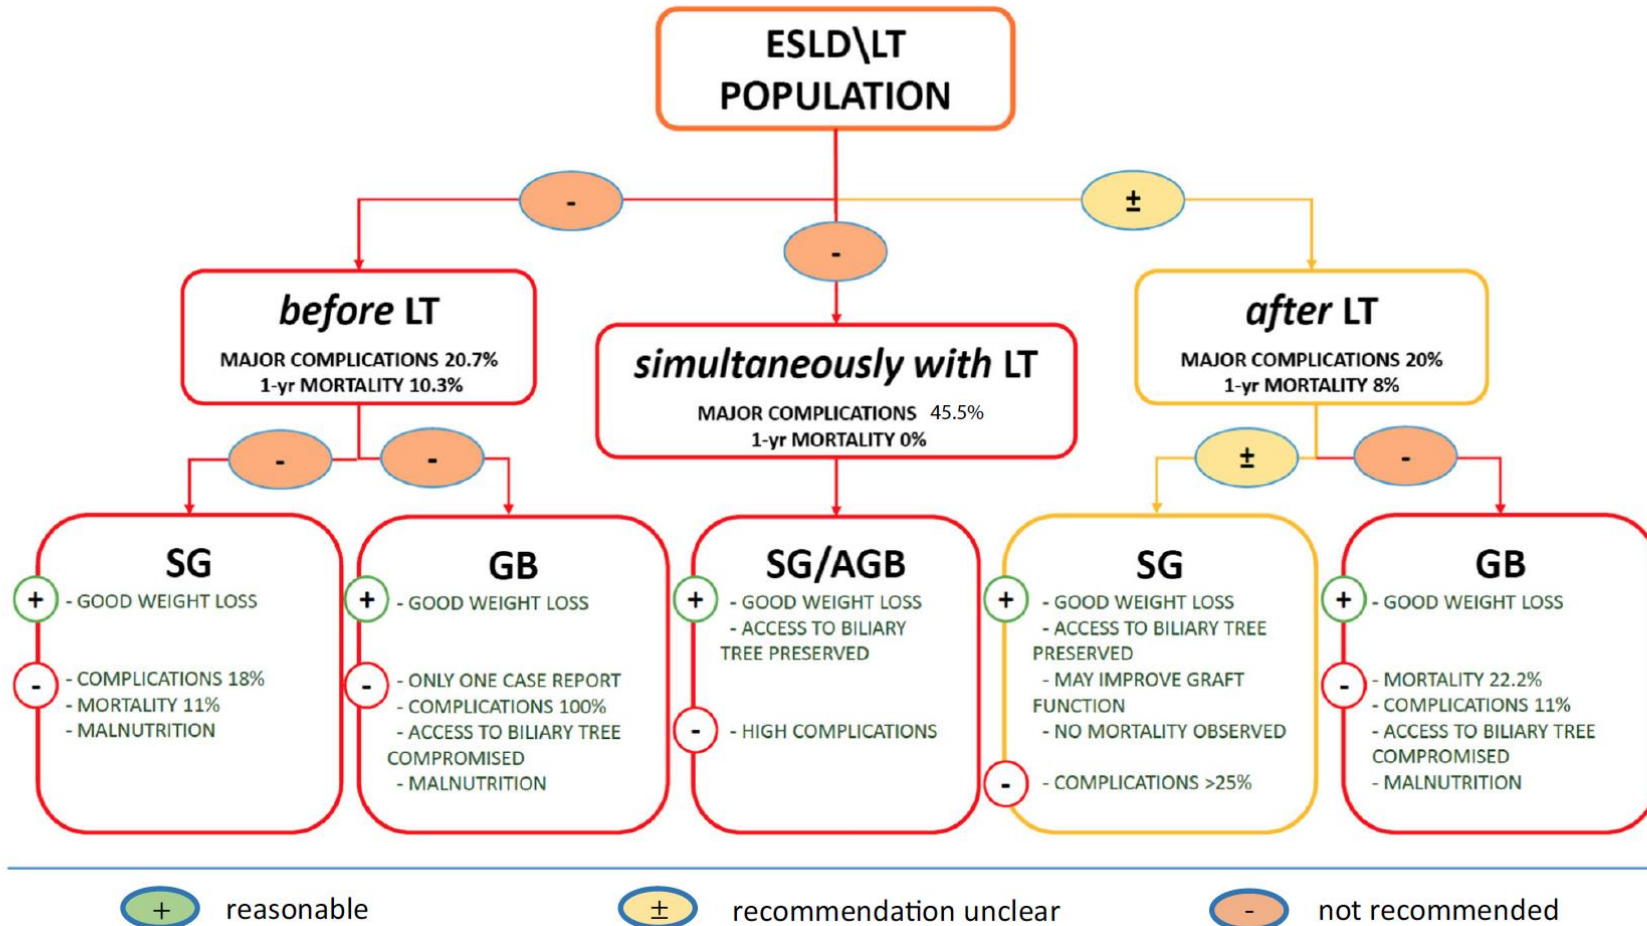 ESLD\LT
POPULATION
-
-
±
before LT
MAJOR COMPLICATIONS 20.7%
1-yr MORTALITY 10.3%
simultaneously with LT
MAJOR COMPLICATIONS 45.5%
1-yr MORTALITY 0%
after LT
MAJOR COMPLICATIONS 20%
1-yr MORTALITY 8%
-
-
±
-
SG
+
- GOOD WEIGHT LOSS
-
- COMPLICATIONS 18%
- MORTALITY 11%
- MALNUTRITION
GB
+
- GOOD WEIGHT LOSS
-
- ONLY ONE CASE REPORT
- COMPLICATIONS 100%
- ACCESS TO BILIARY TREE
COMPROMISED
- MALNUTRITION
SG/AGB
+
- GOOD WEIGHT LOSS
- ACCESS TO BILIARY
TREE PRESERVED
-
- HIGH COMPLICATIONS
SG
+
- GOOD WEIGHT LOSS
- ACCESS TO BILIARY TREE
PRESERVED
- MAY IMPROVE GRAFT
FUNCTION
- NO MORTALITY OBSERVED
-
- COMPLICATIONS >25%
GB
+
- GOOD WEIGHT LOSS
-
- MORTALITY 22.2%
- COMPLICATIONS 11%
- ACCESS TO BILIARY TREE
COMPROMISED
- MALNUTRITION
+ reasonable
± recommendation unclear
- not recommended